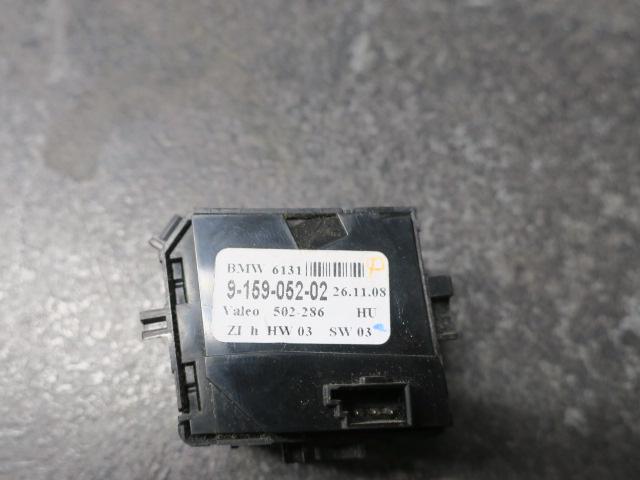 BMW 6131
9-159-052-02 26.11.08
Valeo 502-286 HU
ZI h HW 03 SW 03